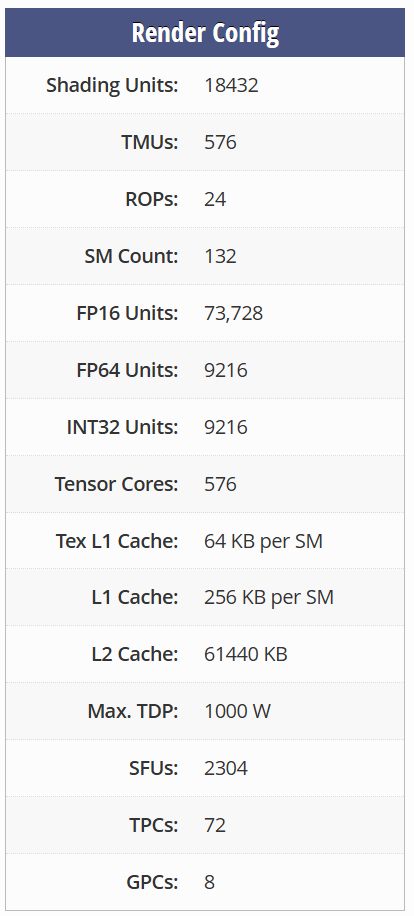 Render Config
Shading Units: 18432
TMUs: 576
ROPs: 24
SM Count: 132
FP16 Units: 73,728
FP64 Units: 9216
INT32 Units: 9216
Tensor Cores: 576
Tex L1 Cache: 64 KB per SM
L1 Cache: 256 KB per SM
L2 Cache: 61440 KB
Max. TDP: 1000 W
SFUs: 2304
TPCs: 72
GPCs: 8